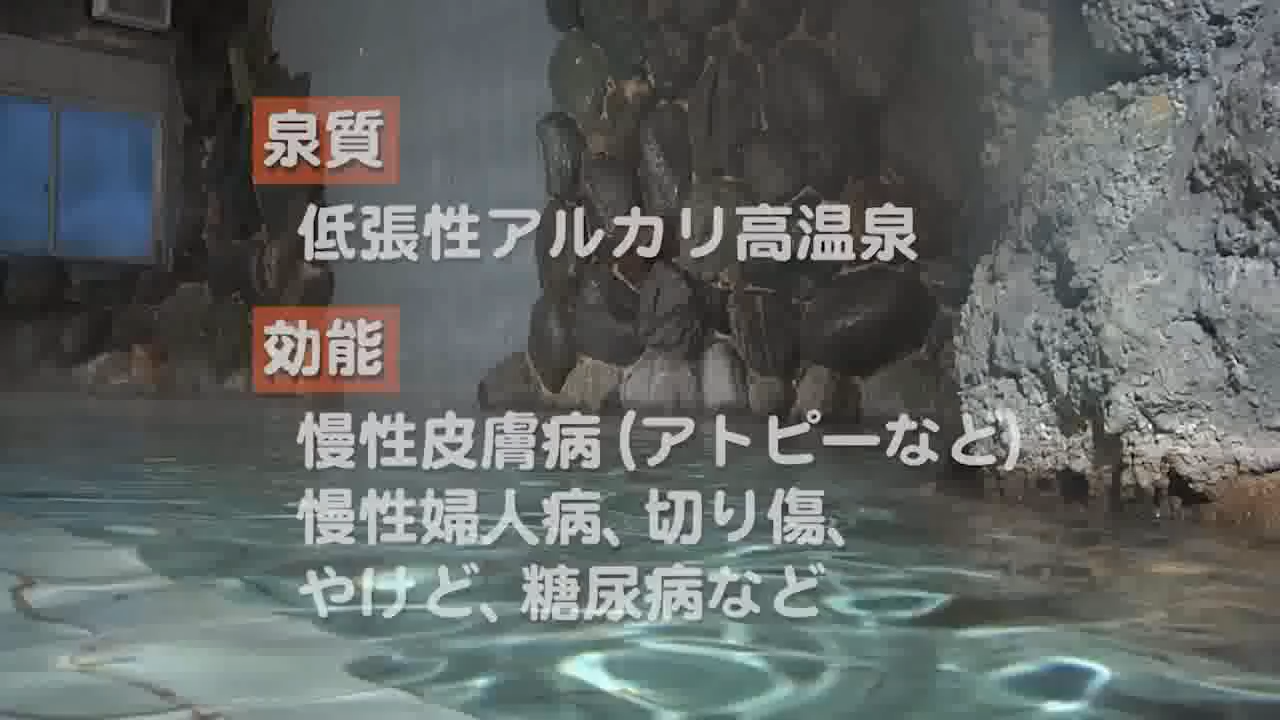 泉質
低張性アルカリ高温泉
効能
慢性皮膚病(アトピーなど)
慢性婦人病、切り傷、
やけど、糖尿病など